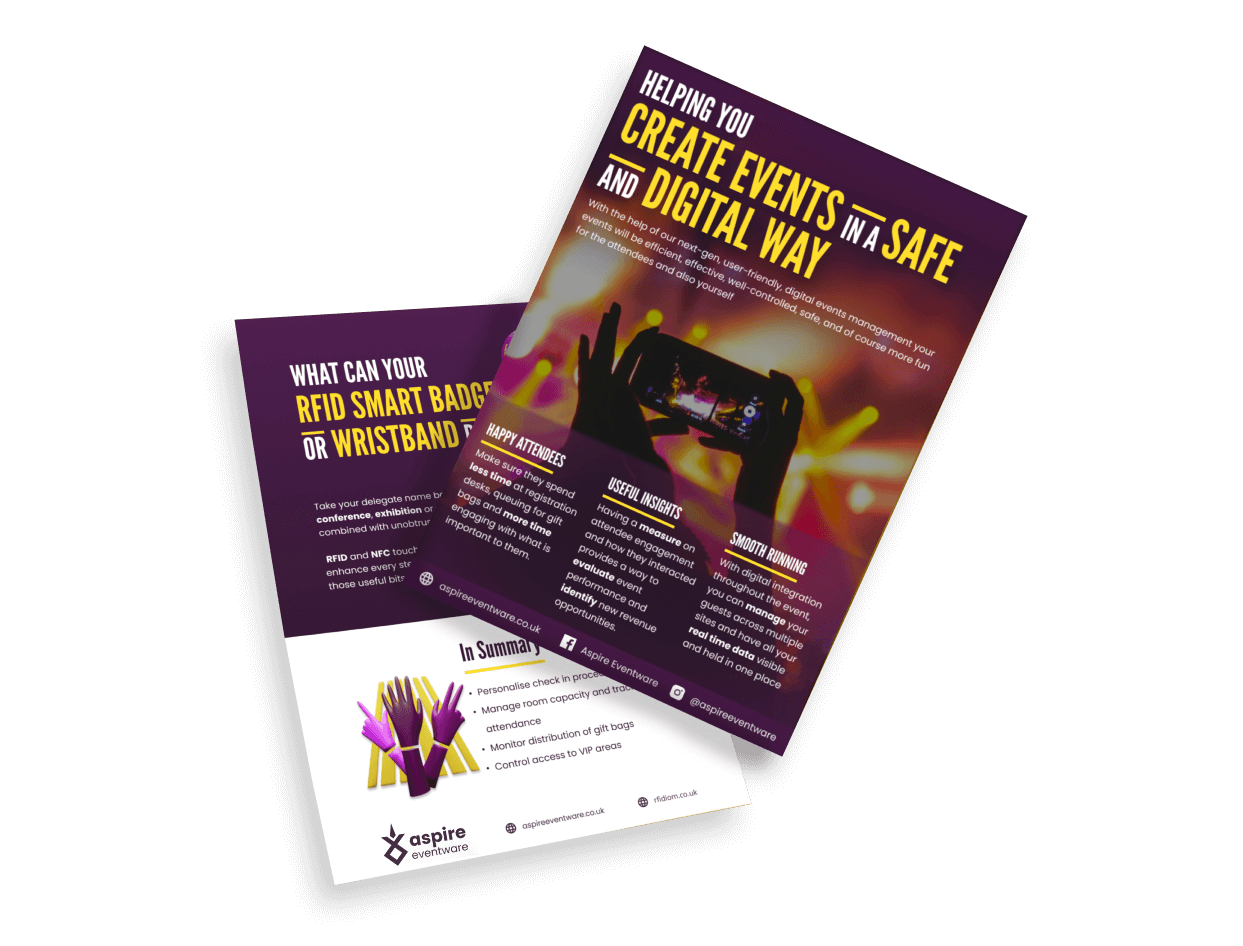 HELPING YOU
CREATE EVENTS IN A SAFE
AND DIGITAL WAY
With the help of our next-gen, user-friendly, digital events management your
events will be efficient, effective, well-controlled, safe, and of course more fun
for the attendees and also yourself
HAPPY ATTENDEES
Make sure they spend
less time at registration
desks, queuing for gift
bags and more time
engaging with what is
important to them.
USEFUL INSIGHTS
Having a measure on
attendee engagement
and how they interacted
provides a way to
evaluate event
performance and
identify new revenue
opportunities.
SMOOTH RUNNING
With digital integration
throughout the event,
you can manage your
guests across multiple
sites and have all your
real time data visible
and held in one place
aspireeventware.co.uk
Aspire Eventware
@aspireeventware
WHAT CAN YOUR
RFID SMART BADGE
OR WRISTBAND
Take your delegate name
conference, exhibition or
combined with
RFID and NFC touch
enhance every
those useful bits
In Summary
• Personalise check in
• Manage room capacity and
attendance
• Monitor distribution of gift bags
• Control access to VIP areas
aspire
eventware
aspireeventware.co.uk
rfidiom.co.uk